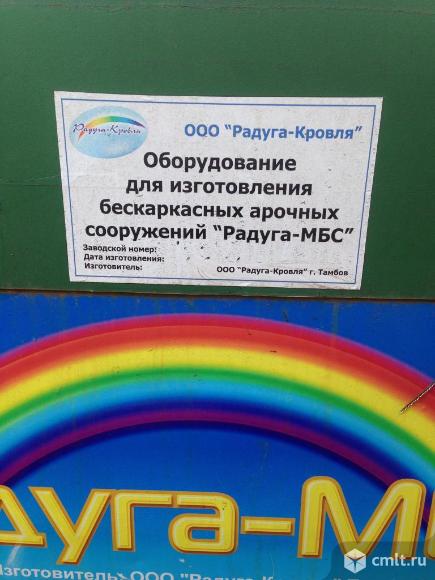 Радуга-Кровля
ООО "Радуга-Кровля"
Оборудование
для изготовления
бескаркасных арочных
сооружений "Радуга-МБС"
Заводской номер:
Дата изготовления:
Изготовитель: ООО "Радуга-Кровля" г. Тамбов
дуга-М
зготовитель: ООО "Радуга-К
cmlt.ru